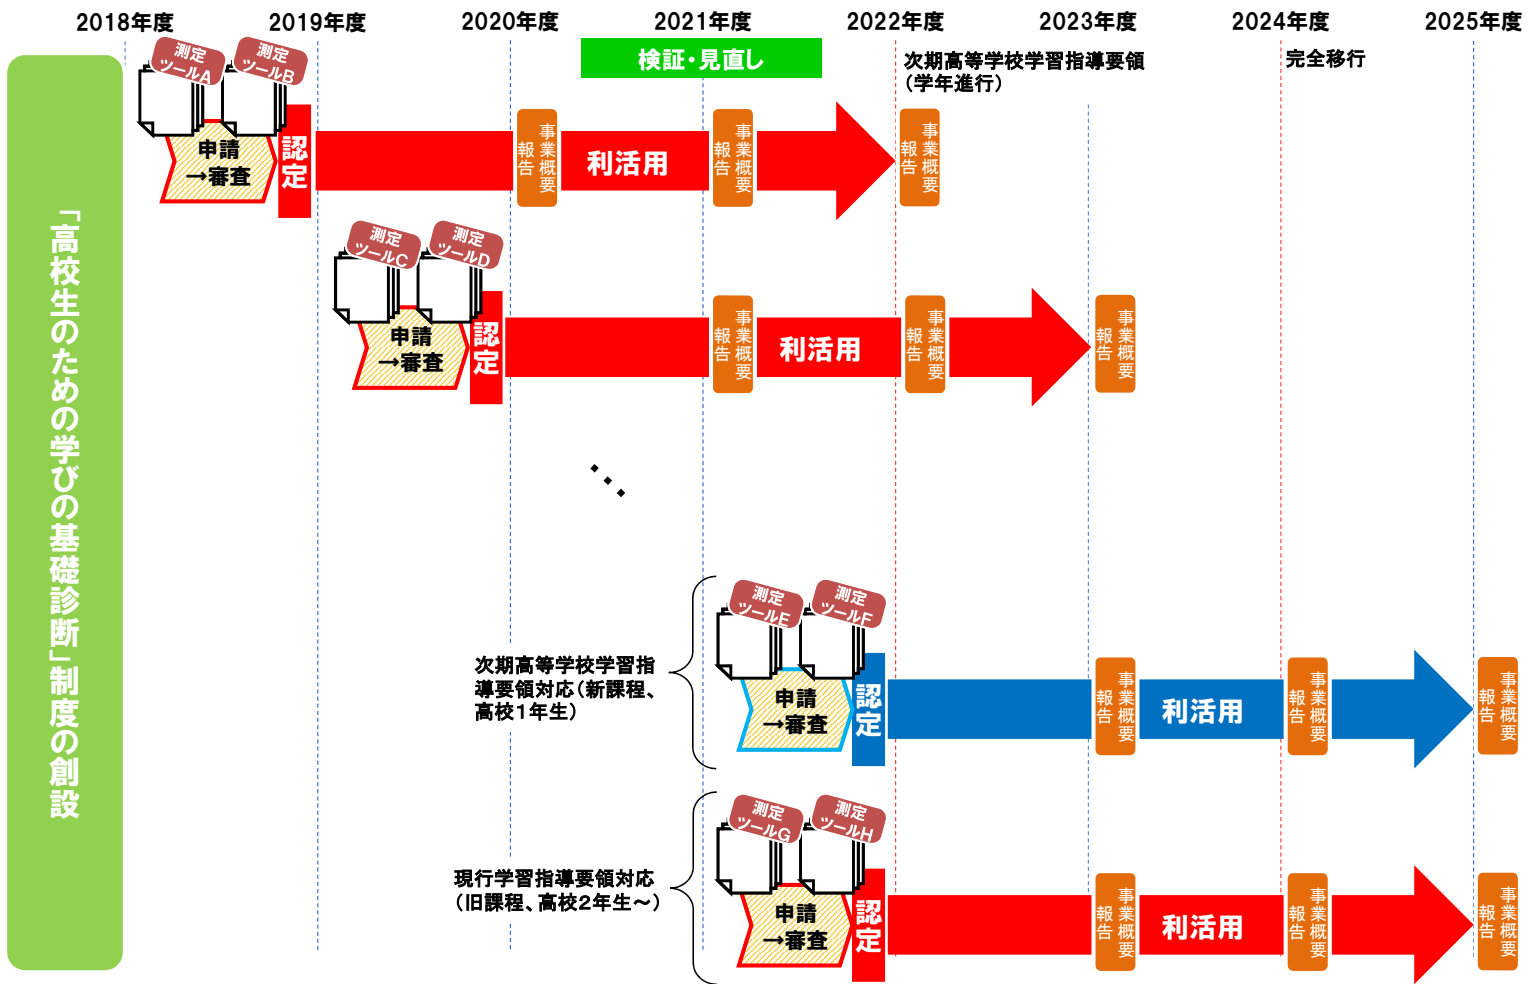 2018年度
2019年度
2020年度
2021年度
2022年度
2023年度
2024年度
2025年度
「高校生のための学びの基礎診断」制度の創設
検証・見直し
次期高等学校学習指導要領
（学年進行）
完全移行
測定
ツールA
測定
ツールB
申請
→審査
認定
利活用
事業概要
報告
事業概要
報告
事業概要
報告
測定
ツールC
測定
ツールD
申請
→審査
認定
利活用
事業概要
報告
事業概要
報告
事業概要
報告
次期高等学校学習指
導要領対応（新課程、
高校１年生）
測定
ツールE
測定
ツールF
申請
→審査
認定
利活用
事業概要
報告
事業概要
報告
事業概要
報告
現行学習指導要領対応
（旧課程、高校２年生～）
測定
ツールG
測定
ツールH
申請
→審査
認定
利活用
事業概要
報告
事業概要
報告
事業概要
報告